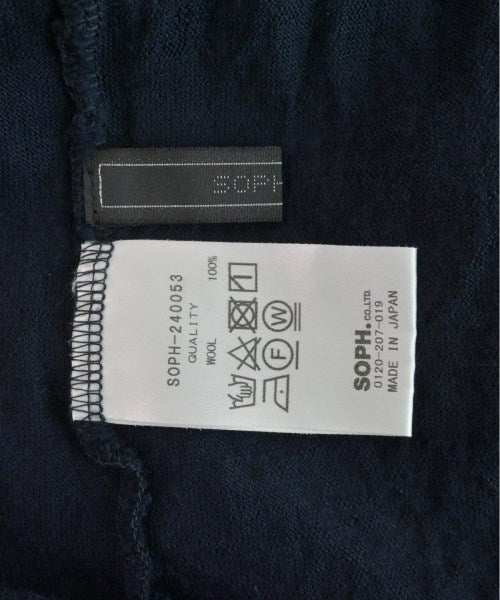 SOPH
SOPH-240053
QUALITY
WOOL 100%
F W
SOPH.CO.,LTD.
0120-207-019
MADE IN JAPAN